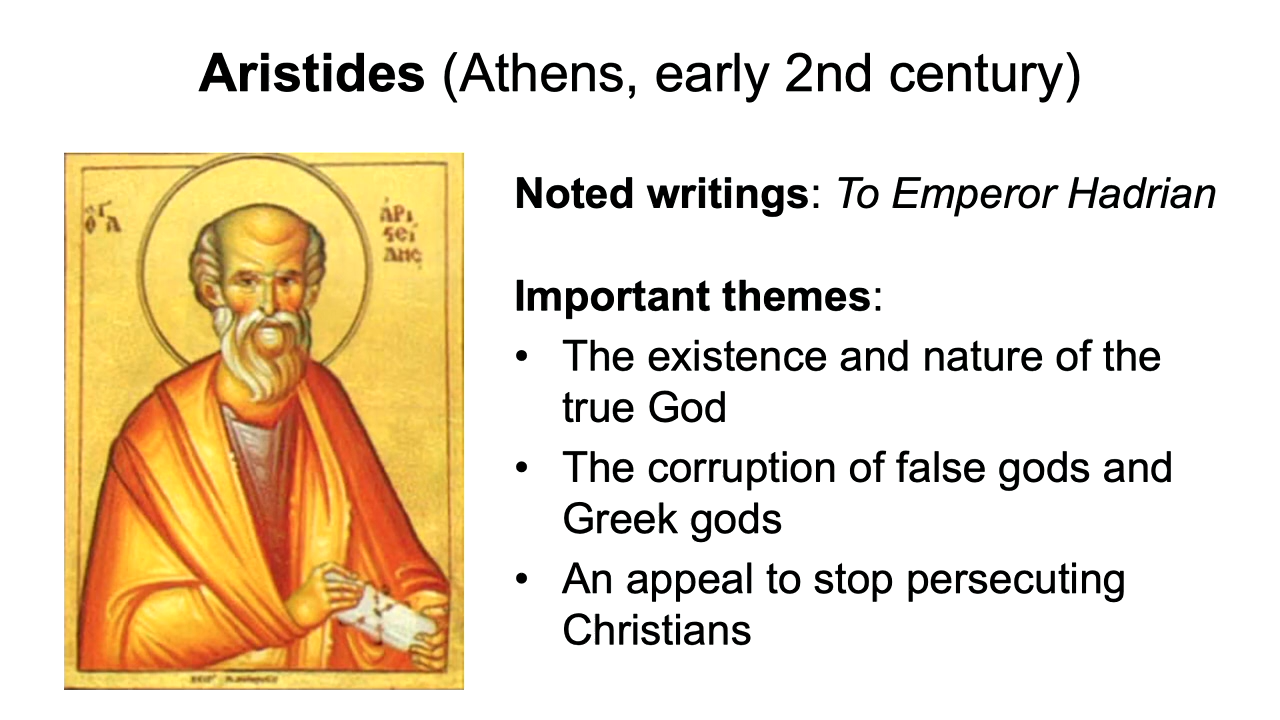 Aristides (Athens, early 2nd century)
ἀρι
Noted writings: To Emperor Hadrian
Important themes:
• The existence and nature of the
true God
• The corruption of false gods and
Greek gods
• An appeal to stop persecuting
Christians